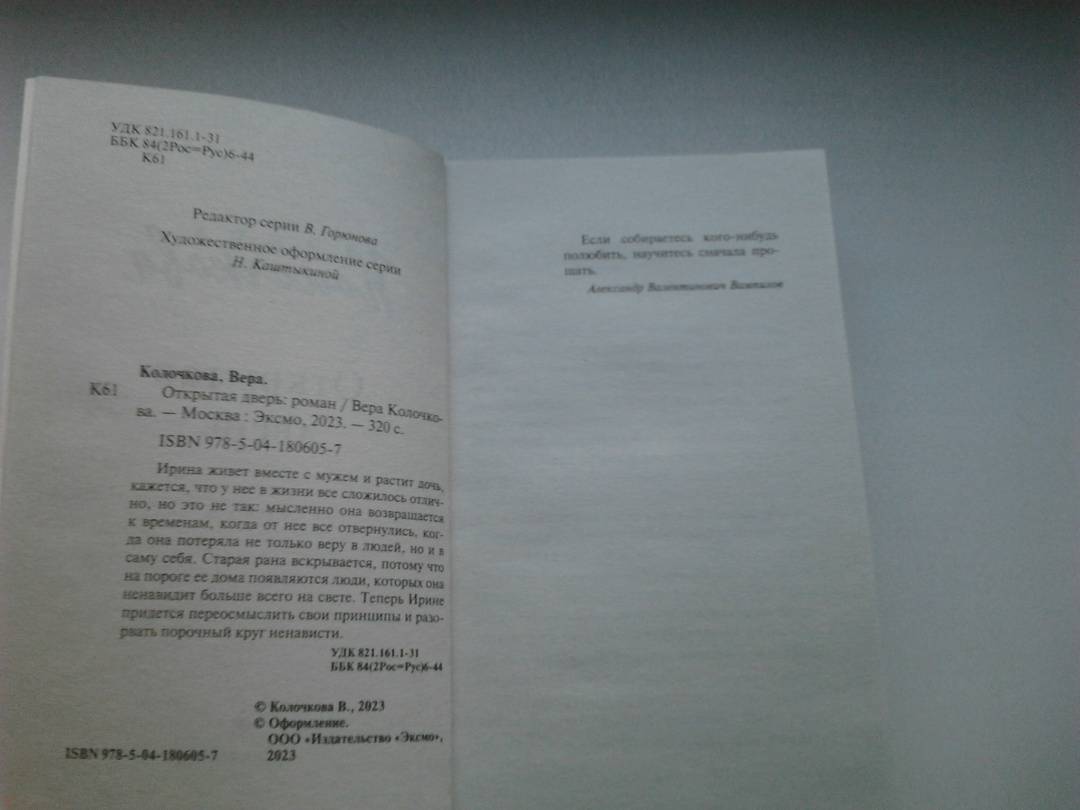 УДК 821.161.1-31
ББК 84(2Рос=Рус)6-44
К61
Редактор серии В. Горюнова
Художественное оформление серии
Н. Каштыкиной
Колочкова, Вера.
К61 Открытая дверь: роман / Вера Колочко-
ва. — Москва : Эксмо, 2023. — 320 с.
ISBN 978-5-04-180605-7
Ирина живет вместе с мужем и растит дочь,
кажется, что у нее в жизни все сложилось отлич-
но, но это не так: мысленно она возвращается
к временам, когда от нее все отвернулись, ког-
да она потеряла не только веру в людей, но и в
саму себя. Старая рана вскрывается, потому что
на пороге ее дома появляются люди, которых она
ненавидит больше всего на свете. Теперь Ирине
придется переосмыслить свои принципы и разо-
рвать порочный круг ненависти.
УДК 821.161.1-31
ББК 84(2Рос=Рус)6-44
© Колочкова В., 2023
© Оформление.
ООО «Издательство «Эксмо»,
ISBN 978-5-04-180605-7 2023
Если собираетесь кого-нибудь
полюбить, научитесь сначала про-
щать.
Александр Валентинович Вампилов